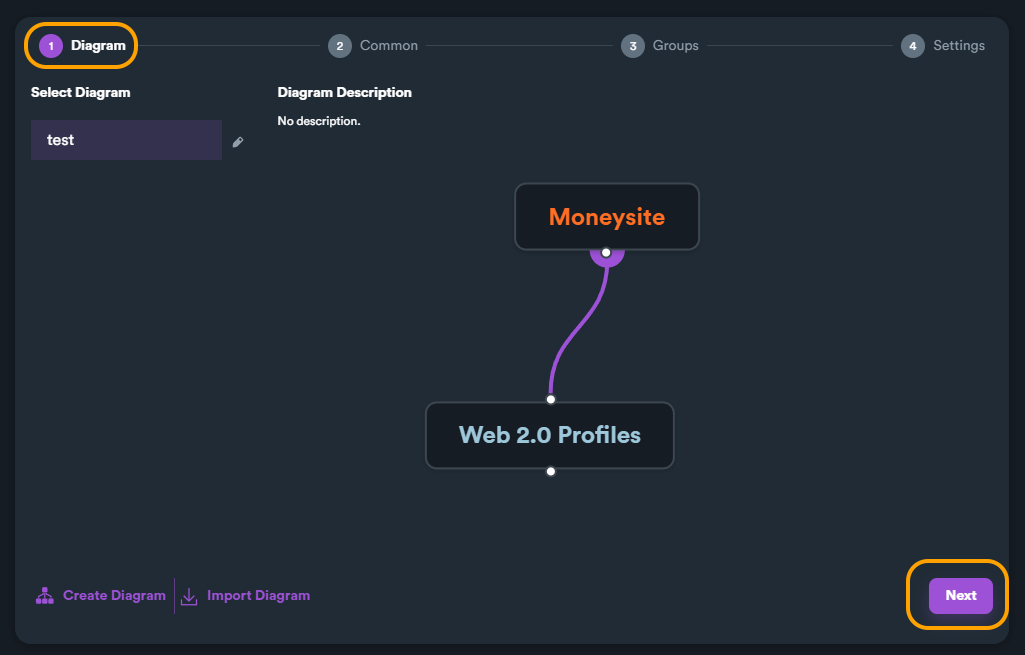 1 Diagram 2 Common 3 Groups 4 Settings
Select Diagram
Diagram Description
test
No description.
Moneysite
Web 2.0 Profiles
Create Diagram
Import Diagram
Next